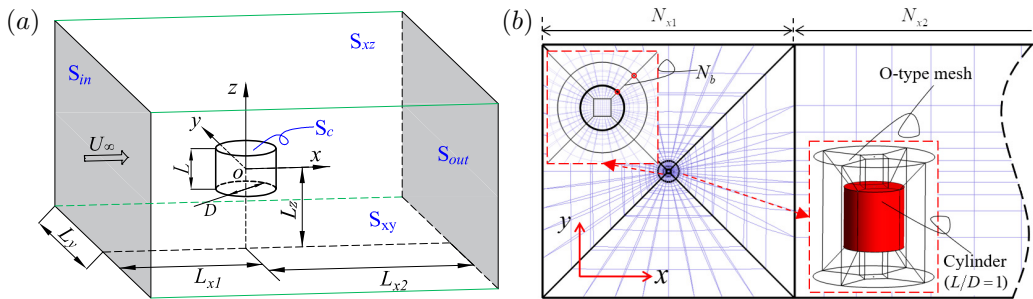 (a)
S_xz
S_in
z
y
S_c
U_∞
L
o
x
S_out
D
L_z
L_y
S_xy
L_x1
L_x2
(b)
N_x1
N_x2
N_b
O-type mesh
y
x
Cylinder
(L/D=1)